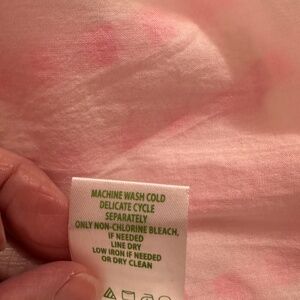 MACHINE WASH COLD
DELICATE CYCLE
SEPARATELY
ONLY NON-CHLORINE BLEACH,
IF NEEDED
LINE DRY
LOW IRON IF NEEDED
OR DRY CLEAN